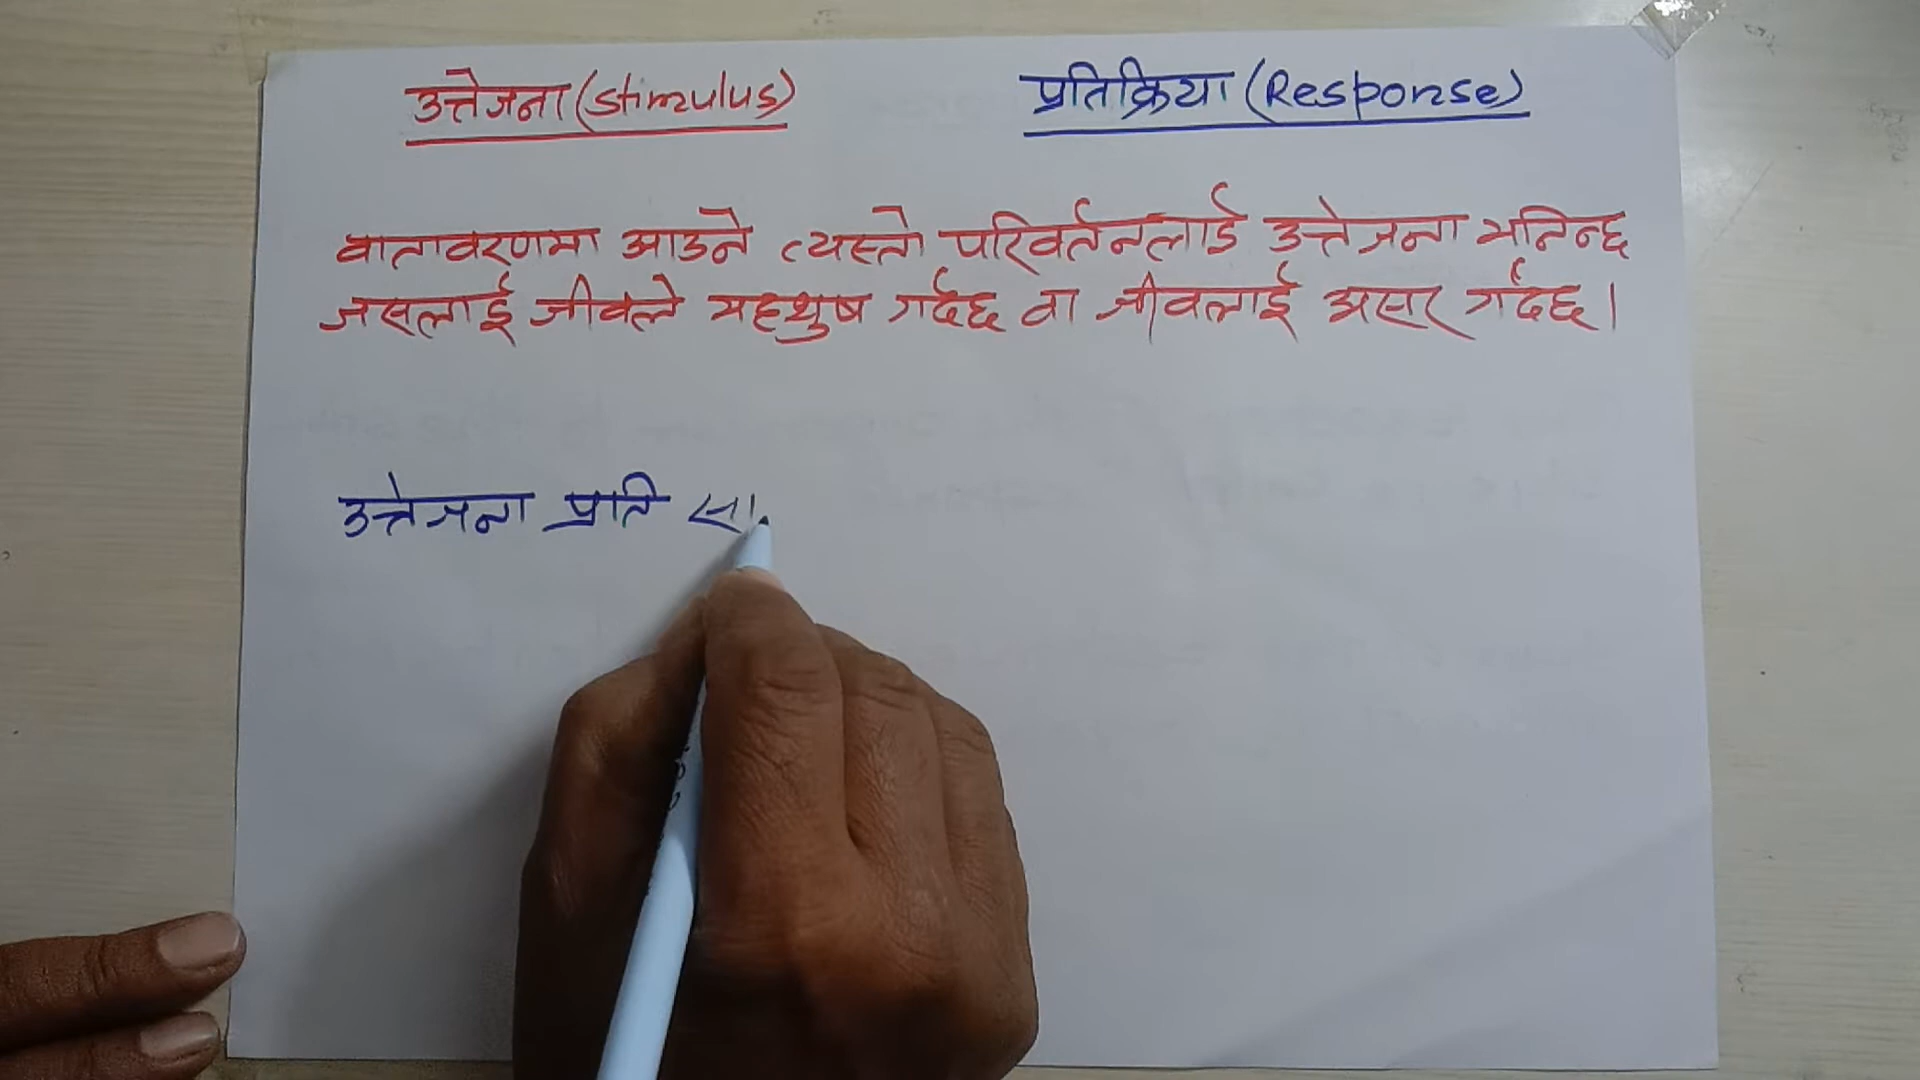 उत्तेजना (stimulus) प्रतिक्रिया (Response)
वातावरणमा आउने त्यस्तो परिवर्तनलाई उत्तेजना भनिन्छ
जसलाई जीवले महशुष गर्दछ वा जीवलाई असर गर्दछ।
उत्तेजना प्रति सा